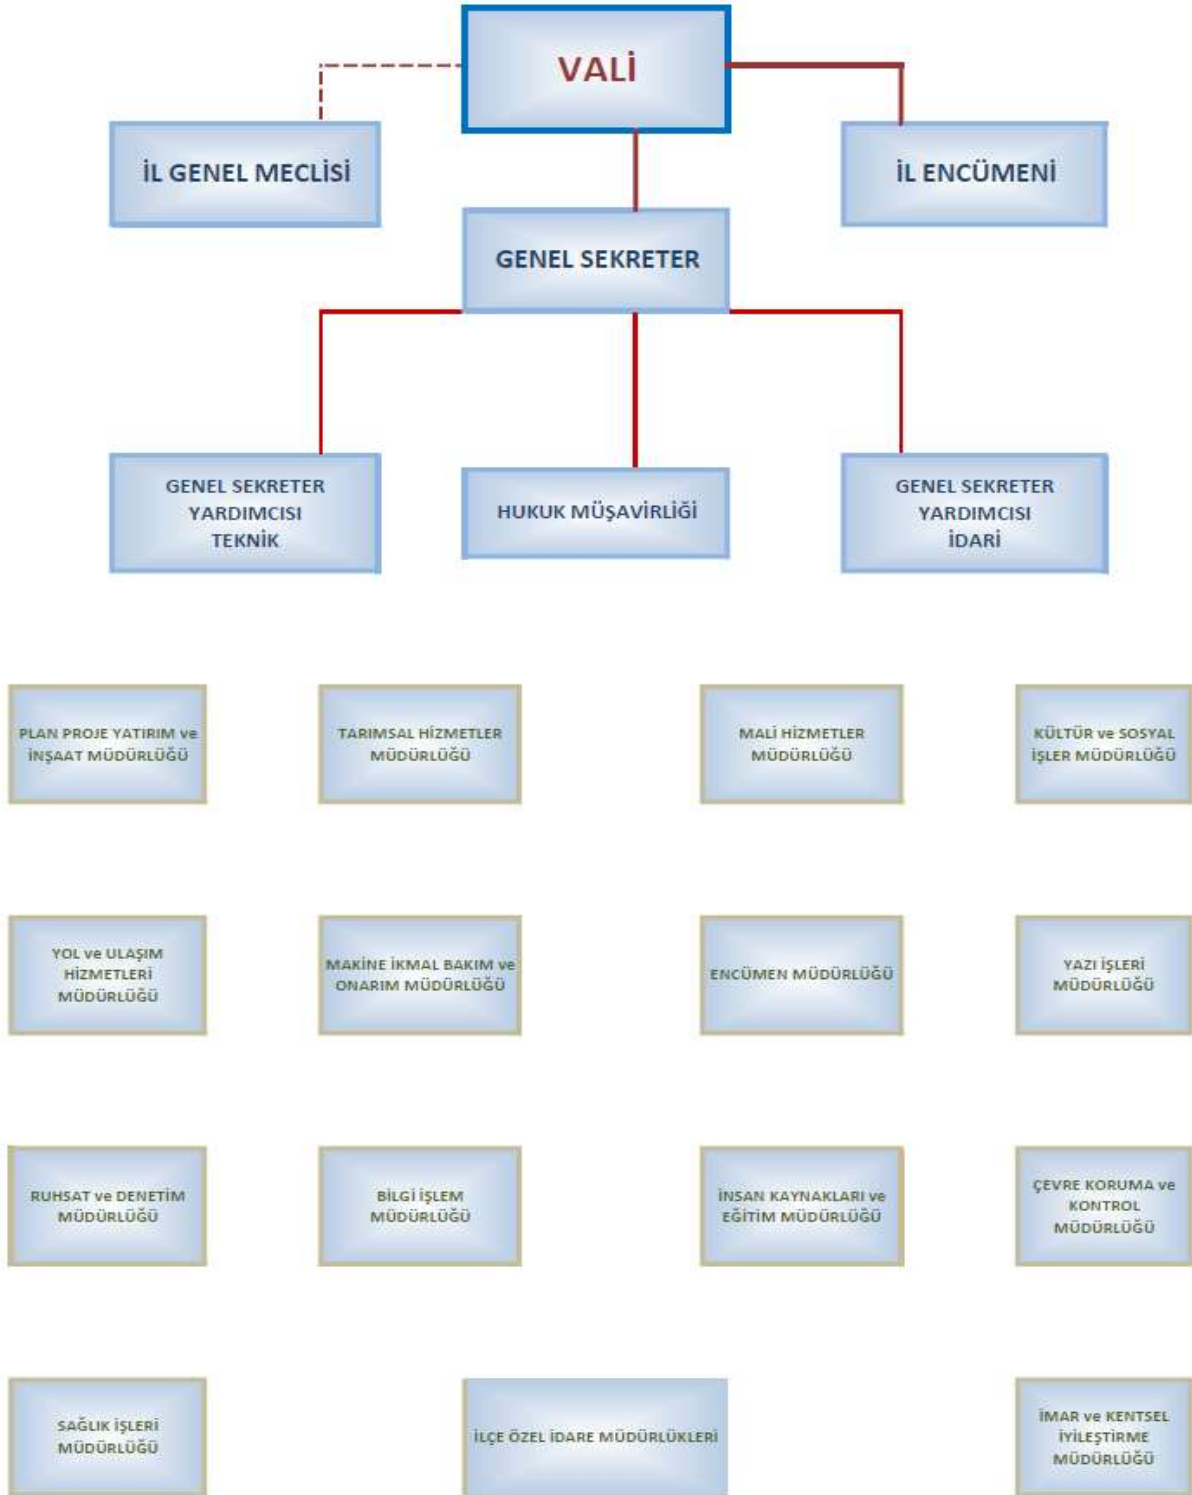 VALİ
İL GENEL MECLİSİ
İL ENCÜMENİ
GENEL SEKRETER
GENEL SEKRETER
YARDIMCISI
TEKNİK
HUKUK MÜŞAVİRLİĞİ
GENEL SEKRETER
YARDIMCISI
İDARİ
PLAN PROJE YATIRIM ve
İNŞAAT MÜDÜRLÜĞÜ
TARIMSAL HİZMETLER
MÜDÜRLÜĞÜ
MALİ HİZMETLER
MÜDÜRLÜĞÜ
KÜLTÜR ve SOSYAL
İŞLER MÜDÜRLÜĞÜ
YOL ve ULAŞIM
HİZMETLERİ
MÜDÜRLÜĞÜ
MAKİNE İKMAL BAKIM ve
ONARIM MÜDÜRLÜĞÜ
ENCÜMEN MÜDÜRLÜĞÜ
YAZI İŞLERİ
MÜDÜRLÜĞÜ
RUHSAT ve DENETİM
MÜDÜRLÜĞÜ
BİLGİ İŞLEM
MÜDÜRLÜĞÜ
İNSAN KAYNAKLARI ve
EĞİTİM MÜDÜRLÜĞÜ
ÇEVRE KORUMA ve
KONTROL
MÜDÜRLÜĞÜ
SAĞLIK İŞLERİ
MÜDÜRLÜĞÜ
İLÇE ÖZEL İDARE MÜDÜRLÜKLERİ
İMAR ve KENTSEL
İYİLEŞTİRME
MÜDÜRLÜĞÜ